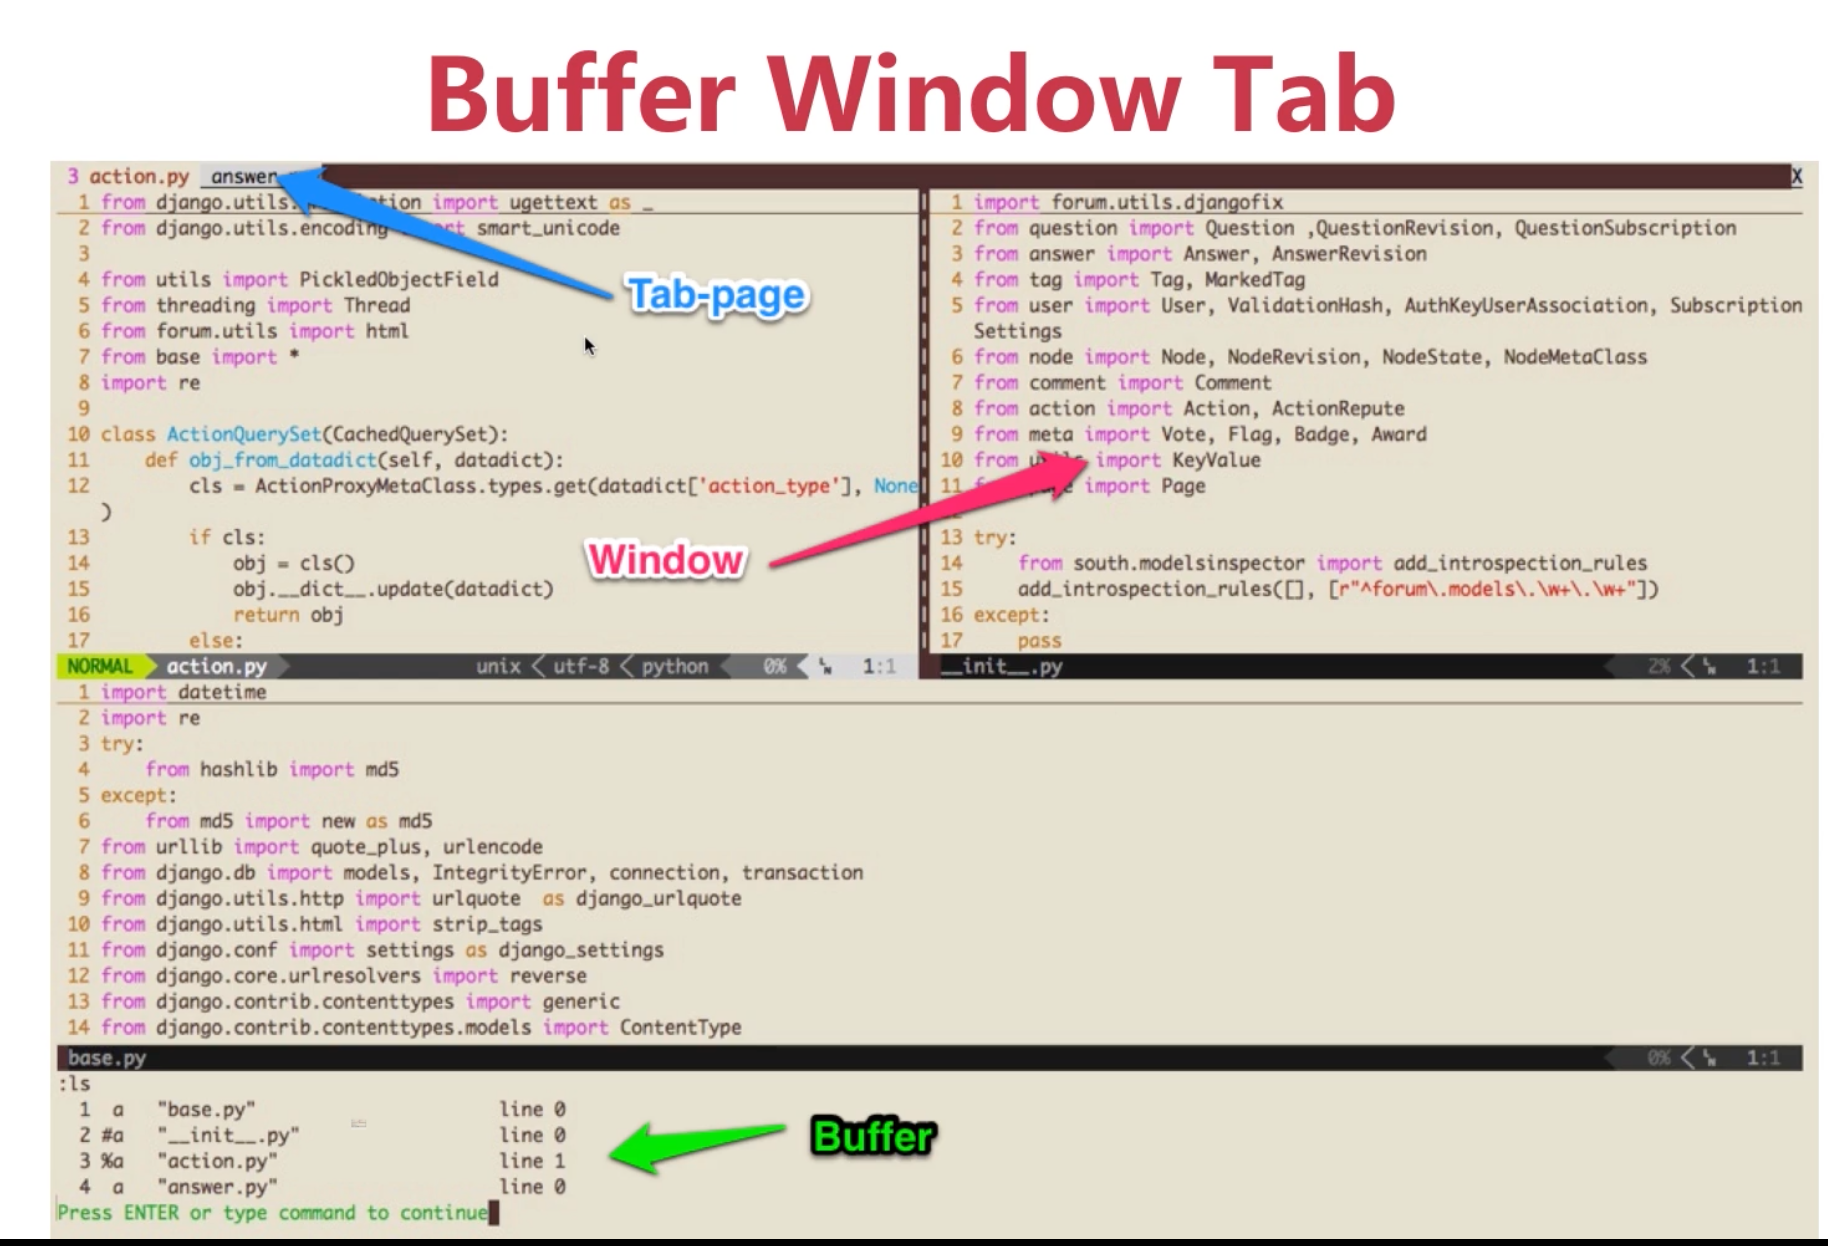 Buffer Window Tab
3 action.py answer X
1 from django.utils. import ugettext as _
2 from django.utils.encoding smart_unicode
3
4 from utils import PickledObjectField
5 from threading import Thread
6 from forum.utils import html
7 from base import *
8 import re
9
10 class ActionQuerySet(CachedQuerySet):
11 def obj_from_datadict(self, datadict):
12 cls = ActionProxyMetaClass.types.get(datadict['action_type'], None
)
13 if cls:
14 obj = cls()
15 obj.__dict__.update(datadict)
16 return obj
17 else:
NORMAL action.py unix < utf-8 < python 0% < 1:1
Tab-page
Window
1 import forum.utils.djangofix
2 from question import Question ,QuestionRevision, QuestionSubscription
3 from answer import Answer, AnswerRevision
4 from tag import Tag, MarkedTag
5 from user import User, ValidationHash, AuthKeyUserAssociation, Subscription
Settings
6 from node import Node, NodeRevision, NodeState, NodeMetaClass
7 from comment import Comment
8 from action import Action, ActionRepute
9 from meta import Vote, Flag, Badge, Award
10 from import KeyValue
11 import Page
13 try:
14 from south.modelsinspector import add_introspection_rules
15 add_introspection_rules([], [r"^forum\.models\.\w+\.\w+"])
16 except:
17 pass
__init__.py 2% < 1:1
1 import datetime
2 import re
3 try:
4 from hashlib import md5
5 except:
6 from md5 import new as md5
7 from urllib import quote_plus, urlencode
8 from django.db import models, IntegrityError, connection, transaction
9 from django.utils.http import urlquote as django_urlquote
10 from django.utils.html import strip_tags
11 from django.conf import settings as django_settings
12 from django.core.urlresolvers import reverse
13 from django.contrib.contenttypes import generic
14 from django.contrib.contenttypes.models import ContentType
base.py 0% < 1:1
:ls
1 a "base.py" line 0
2 #a "__init__.py" line 0
3 %a "action.py" line 1
4 a "answer.py" line 0
Press ENTER or type command to continue
Buffer